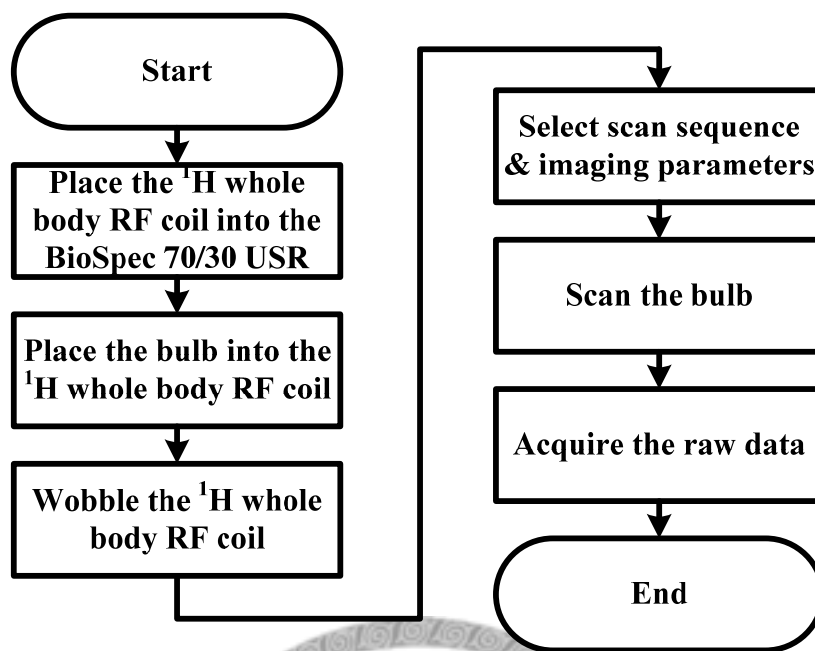 Start
Place the ¹H whole
body RF coil into the
BioSpec 70/30 USR
Place the bulb into the
¹H whole body RF coil
Wobble the ¹H whole
body RF coil
Select scan sequence
& imaging parameters
Scan the bulb
Acquire the raw data
End